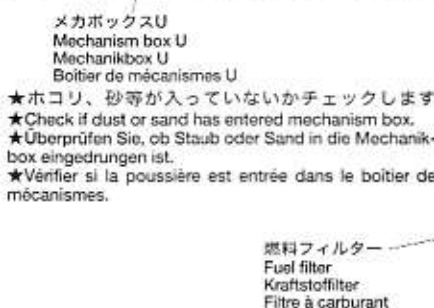 メカボックスU
Mechanism box U
Mechanikbox U
Boîtier de mécanismes U
★ホコリ、砂等が入っていないかチェックします
★Check if dust or sand has entered mechanism box.
★Überprüfen Sie, ob Staub oder Sand in die Mechanik-
box eingedrungen ist.
★Vérifier si la poussière est entrée dans le boîtier de
mécanismes.
燃料フィルター
Fuel filter
Kraftstoffilter
Filtre à carburant